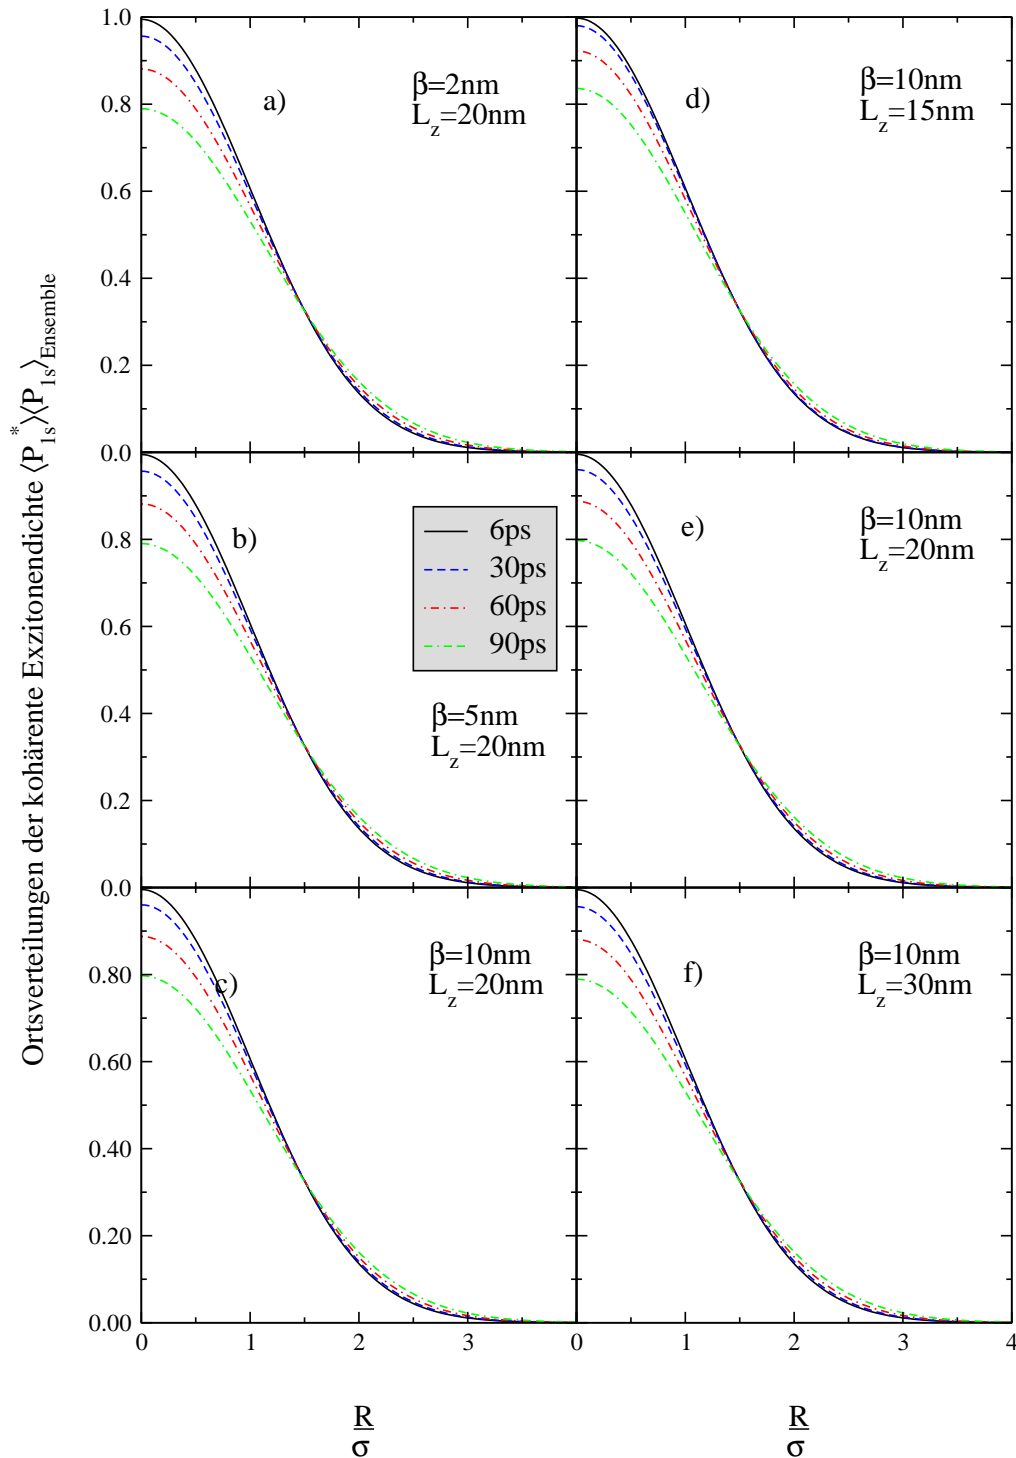 Ortsverteilungen der kohärente Exzitonendichte ⟨P*1s⟩⟨P1s⟩Ensemble
1.0
0.8
0.6
0.4
0.2
0.0
a)
β=2nm
Lz=20nm
d)
β=10nm
Lz=15nm
0.8
0.6
0.4
0.2
0.0
b)
6ps
30ps
60ps
90ps
β=5nm
Lz=20nm
e)
β=10nm
Lz=20nm
0.80
0.60
0.40
0.20
0.00
c)
β=10nm
Lz=20nm
f)
β=10nm
Lz=30nm
0 1 2 3 0 1 2 3 4
R R
σ σ